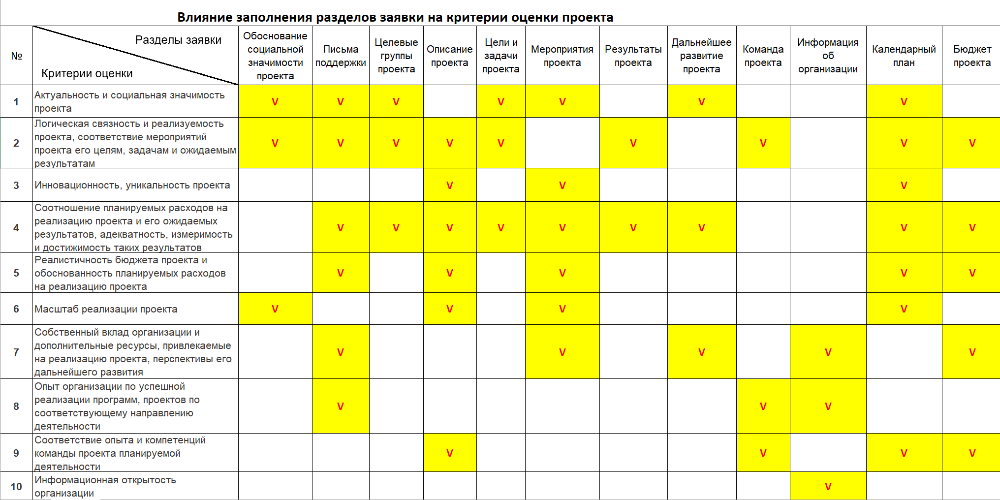 Влияние заполнения разделов заявки на критерии оценки проекта
№
Разделы заявки
Критерии оценки
Обоснование
социальной
значимости
проекта
Письма
поддержки
Целевые
группы
проекта
Описание
проекта
Цели и
задачи
проекта
Мероприятия
проекта
Результаты
проекта
Дальнейшее
развитие
проекта
Команда
проекта
Информация
об
организации
Календарный
план
Бюджет
проекта
1
Актуальность и социальная значимость
проекта
V V V V V V V
2
Логическая связность и реализуемость
проекта, соответствие мероприятий
проекта его целям, задачам и ожидаемым
результатам
V V V V V V V V V
3
Инновационность, уникальность проекта
V V V
4
Соотношение планируемых расходов на
реализацию проекта и его ожидаемых
результатов, адекватность, измеримость
и достижимость таких результатов
V V V V V V V V V
5
Реалистичность бюджета проекта и
обоснованность планируемых расходов
на реализацию проекта
V V V V V
6
Масштаб реализации проекта
V V V V
7
Собственный вклад организации и
дополнительные ресурсы, привлекаемые
на реализацию проекта, перспективы его
дальнейшего развития
V V V V V
8
Опыт организации по успешной
реализации программ, проектов по
соответствующему направлению
деятельности
V V V
9
Соответствие опыта и компетенций
команды проекта планируемой
деятельности
V V V V
10
Информационная открытость
организации
V